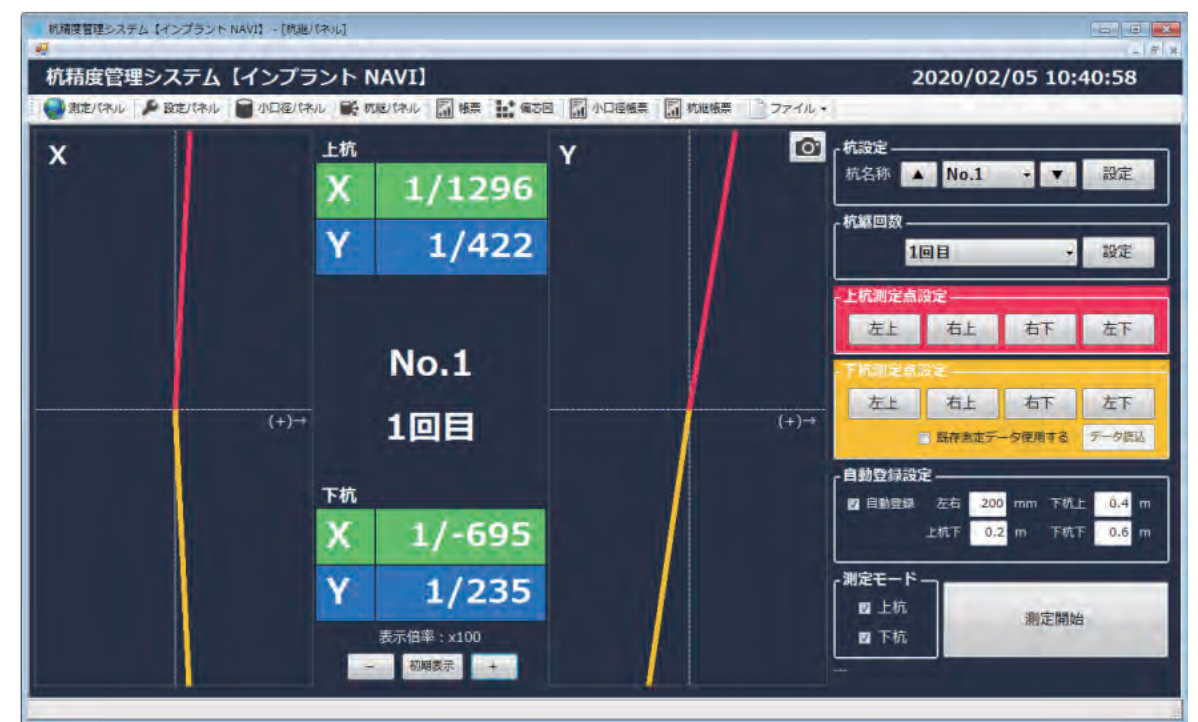 杭精度管理システム【インプラント NAVI】 - [杭継パネル]
杭精度管理システム【インプラント NAVI】 2020/02/05 10:40:58
測定パネル 設定パネル 小口径パネル 杭継パネル 帳票 偏芯図 小口径帳票 杭継帳票 ファイル
X
(+)→
上杭
X 1/1296
Y 1/422
No.1
1回目
下杭
X 1/-695
Y 1/235
表示倍率:x100
- 初期表示 +
Y
(+)→
杭設定
杭名称 ▲ No.1 ▼ 設定
杭継回数
1回目 設定
上杭測定点設定
左上 右上 右下 左下
下杭測定点設定
左上 右上 右下 左下
既存測定データ使用する データ読込
自動登録設定
自動登録 左右 200 mm 下杭上 0.4 m
上杭下 0.2 m 下杭下 0.6 m
測定モード
上杭
下杭
測定開始
---